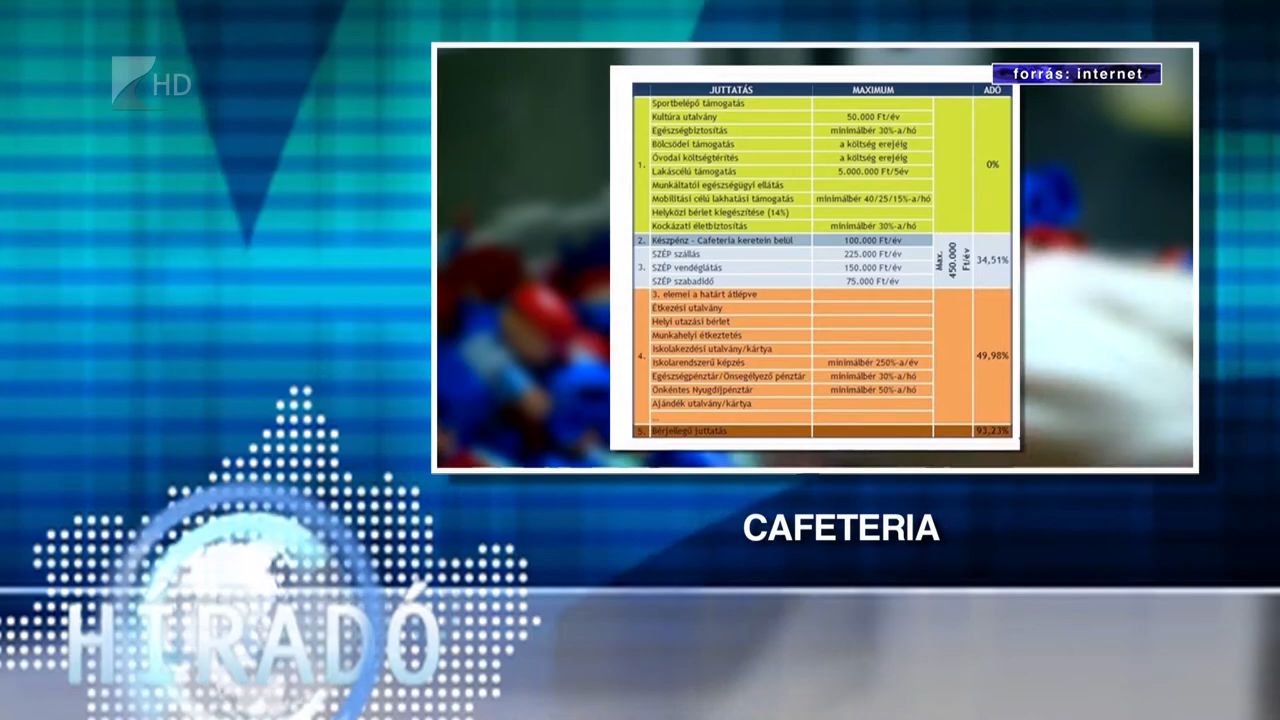 HD
forrás: internet
JUTTATÁS MAXIMUM ADÓ
1. 0%
Sportbelépő támogatás
Kultúra utalvány 50.000 Ft/év
Egészségbiztosítás minimálbér 30%-a/hó
Bölcsődei támogatás a költség erejéig
Óvodai költségtérítés a költség erejéig
Lakáscélú támogatás 5.000.000 Ft/5év
Munkáltatói egészségügyi ellátás
Mobilitási célú lakhatási támogatás minimálbér 40/25/15%-a/hó
Helyközi bérlet kiegészítése (14%)
Kockázati életbiztosítás minimálbér 30%-a/hó
2. Készpénz - Cafeteria keretein belül 100.000 Ft/év
Max. 450.000 Ft/év 34,51%
SZÉP szállás 225.000 Ft/év
3. SZÉP vendéglátás 150.000 Ft/év
SZÉP szabadidő 75.000 Ft/év
3. elemei a határt átlépve
Étkezési utalvány
Helyi utazási bérlet
Munkahelyi étkeztetés
Iskolakezdési utalvány/kártya
4. 49,98%
Iskolarendszerű képzés minimálbér 250%-a/év
Egészségpénztár/Önsegélyező pénztár minimálbér 30%-a/hó
Önkéntes Nyugdíjpénztár minimálbér 50%-a/hó
Ajándék utalvány/kártya
...
5. Bérjellegű juttatás 93,23%
CAFETERIA
HÍRADÓ